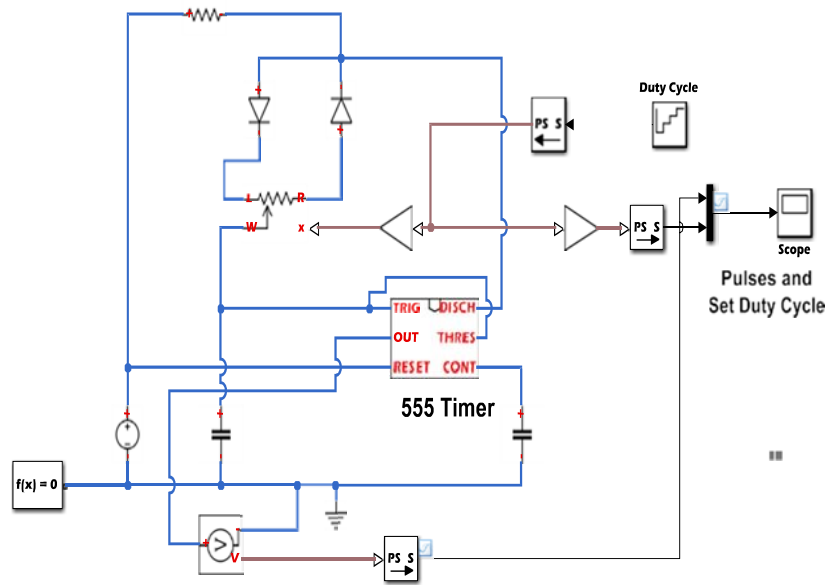 Duty Cycle
PS S
L
R
W
x
PS S
Scope
Pulses and
Set Duty Cycle
TRIG
DISCH
OUT
THRES
RESET
CONT
555 Timer
f(x) = 0
V
V
PS S